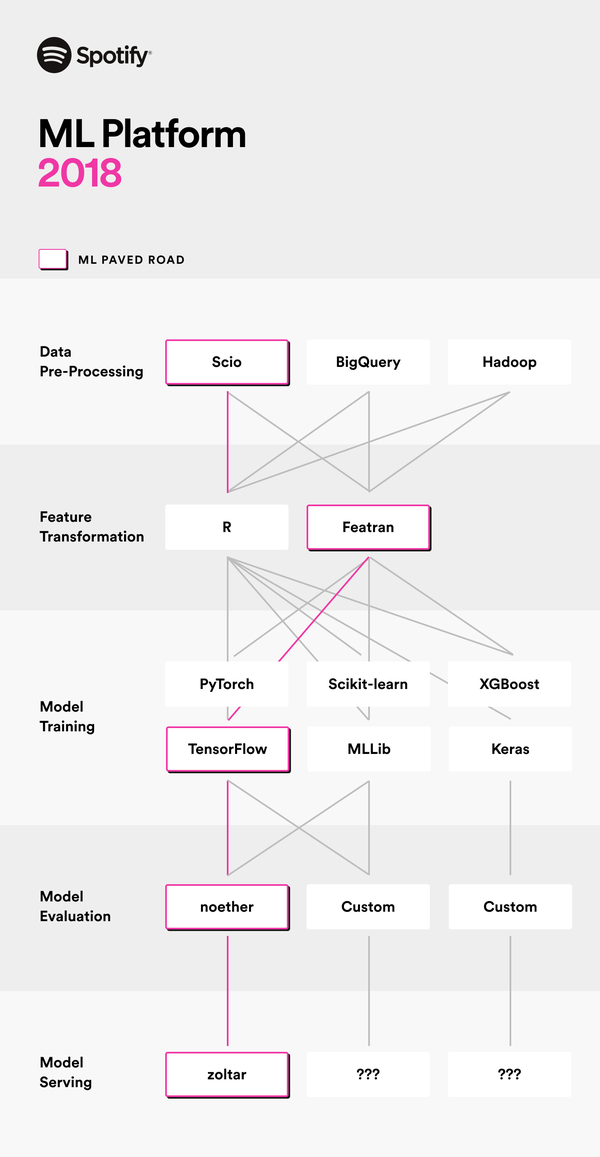 Spotify®
ML Platform
2018
ML PAVED ROAD
Data
Pre-Processing
Scio
BigQuery
Hadoop
Feature
Transformation
R
Featran
Model
Training
PyTorch
Scikit-learn
XGBoost
TensorFlow
MLLib
Keras
Model
Evaluation
noether
Custom
Custom
Model
Serving
zoltar
???
???